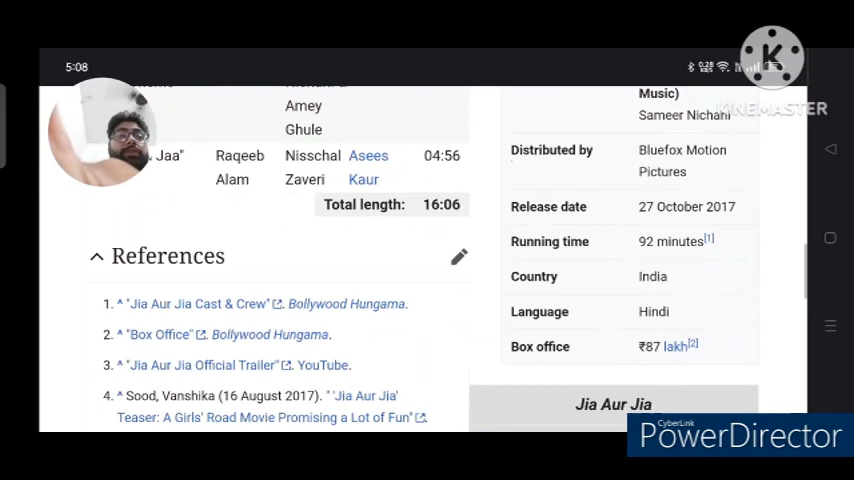 5:08
0.28
KB/S
KINEMASTER
Amey
Ghule
Jaa"
Raqeeb
Alam
Nisschal
Zaveri
Asees
Kaur
04:56
Total length: 16:06
References
1. ^ "Jia Aur Jia Cast & Crew". Bollywood Hungama.
2. ^ "Box Office". Bollywood Hungama.
3. ^ "Jia Aur Jia Official Trailer". YouTube.
4. ^ Sood, Vanshika (16 August 2017). " 'Jia Aur Jia'
Teaser: A Girls' Road Movie Promising a Lot of Fun".
Music)
Sameer Nichani
Distributed by Bluefox Motion
Pictures
Release date 27 October 2017
Running time 92 minutes[1]
Country India
Language Hindi
Box office ₹87 lakh[2]
Jia Aur Jia
CyberLink
PowerDirector